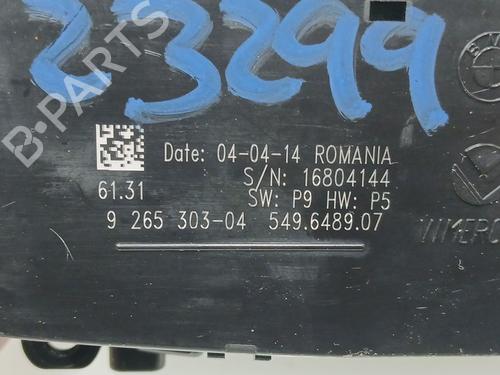 23299
BMW
Date: 04-04-14 ROMANIA
S/N: 16804144
61.31
SW: P9 HW: P5
9 265 303-04 549.6489.07
B-PARTS